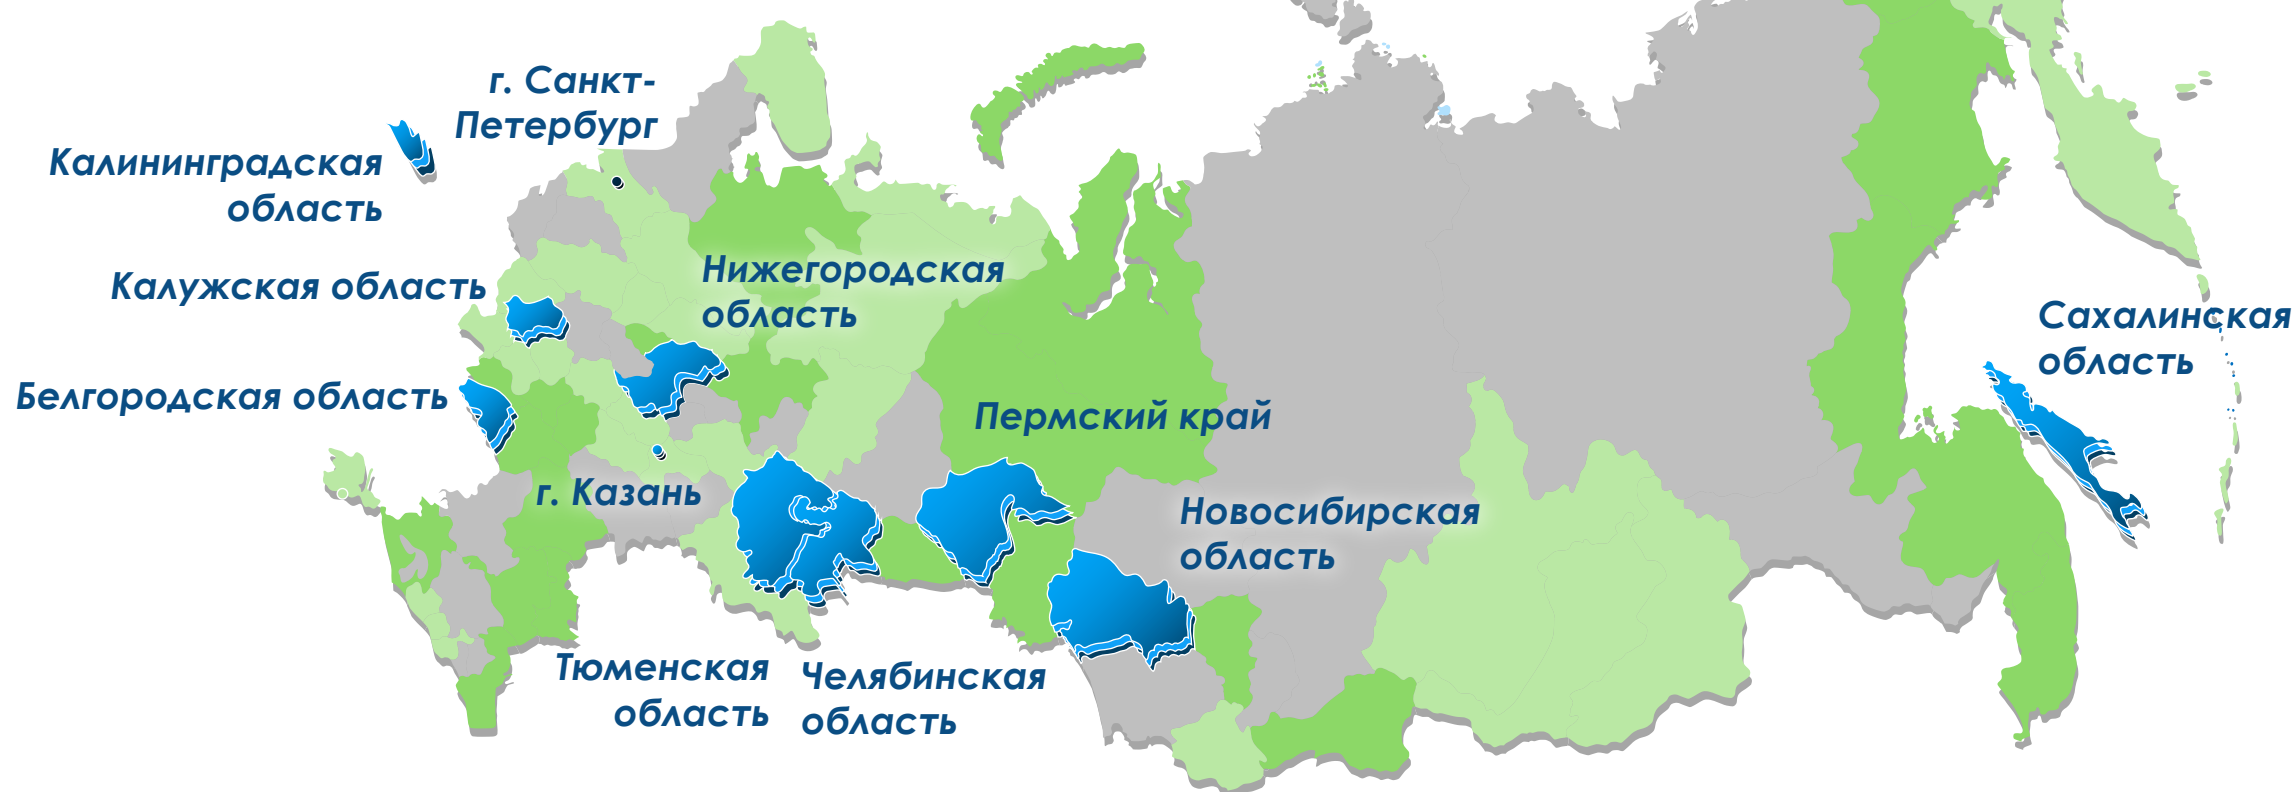 г. Санкт-
Петербург
Калининградская
область
Нижегородская
область
Калужская область
Сахалинская
область
Белгородская область
Пермский край
г. Казань
Новосибирская
область
Тюменская
область
Челябинская
область